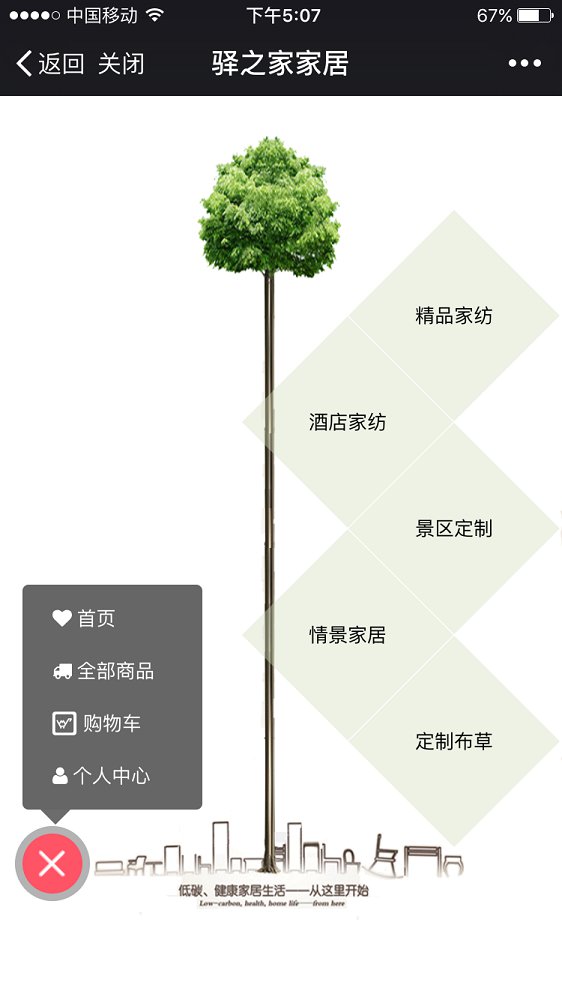 中国移动 下午5:07 67%
返回 关闭 驿之家家居
精品家纺
酒店家纺
景区定制
情景家居
定制布草
首页
全部商品
购物车
个人中心
低碳、健康家居生活——从这里开始
Low-carbon, health, home life——from here